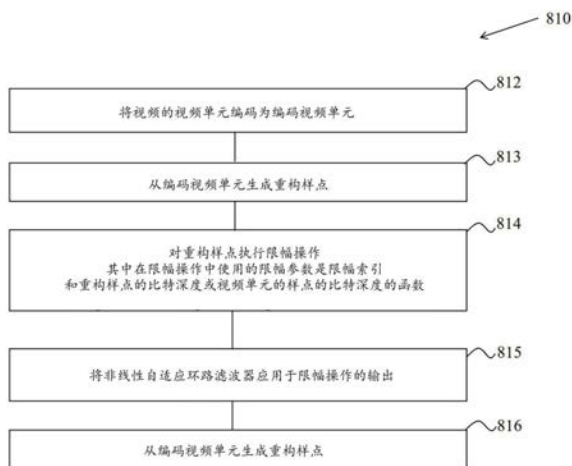 810
812
将视频的视频单元编码为编码视频单元
813
从编码视频单元生成重构样点
814
对重构样点执行限幅操作
其中在限幅操作中使用的限幅参数是限幅索引
和重构样点的比特深度或视频单元的样点的比特深度的函数
815
将非线性自适应环路滤波器应用于限幅操作的输出
816
从编码视频单元生成重构样点